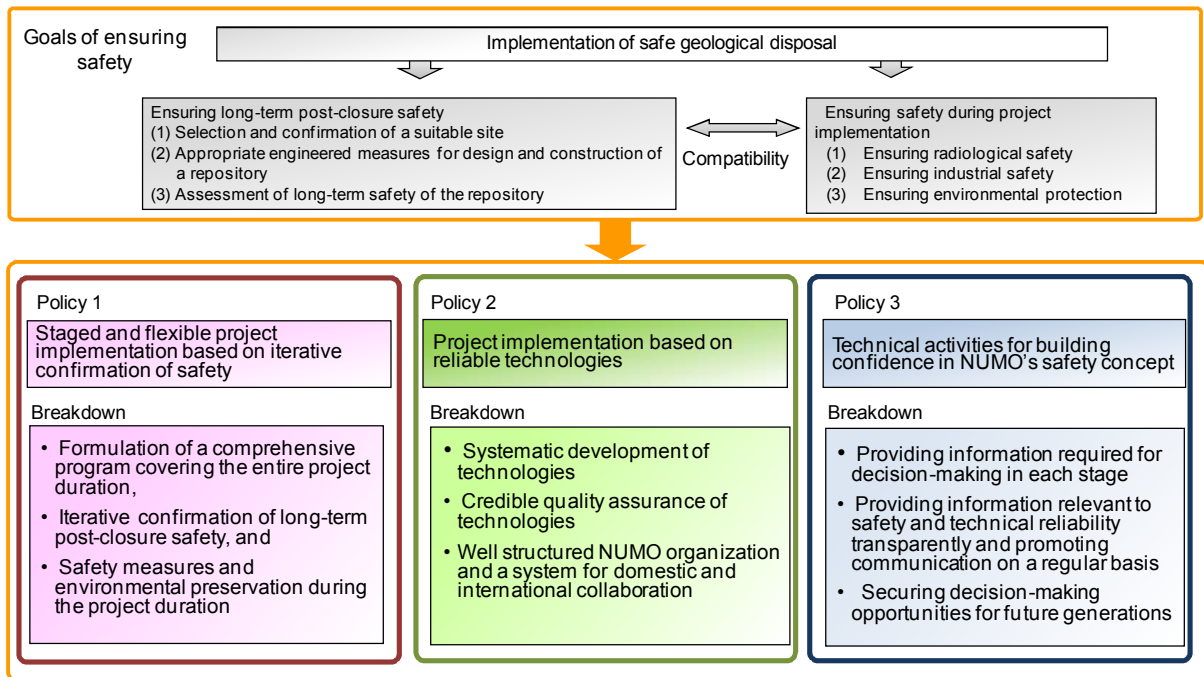 Goals of ensuring
safety
Implementation of safe geological disposal
Ensuring long-term post-closure safety
(1) Selection and confirmation of a suitable site
(2) Appropriate engineered measures for design and construction of
a repository
(3) Assessment of long-term safety of the repository
Compatibility
Ensuring safety during project
implementation
(1) Ensuring radiological safety
(2) Ensuring industrial safety
(3) Ensuring environmental protection
Policy 1
Staged and flexible project
implementation based on iterative
confirmation of safety
Breakdown
• Formulation of a comprehensive
program covering the entire project
duration,
• Iterative confirmation of long-term
post-closure safety, and
• Safety measures and
environmental preservation during
the project duration
Policy 2
Project implementation based on
reliable technologies
Breakdown
• Systematic development of
technologies
• Credible quality assurance of
technologies
• Well structured NUMO organization
and a system for domestic and
international collaboration
Policy 3
Technical activities for building
confidence in NUMO's safety concept
Breakdown
• Providing information required for
decision-making in each stage
• Providing information relevant to
safety and technical reliability
transparently and promoting
communication on a regular basis
• Securing decision-making
opportunities for future generations